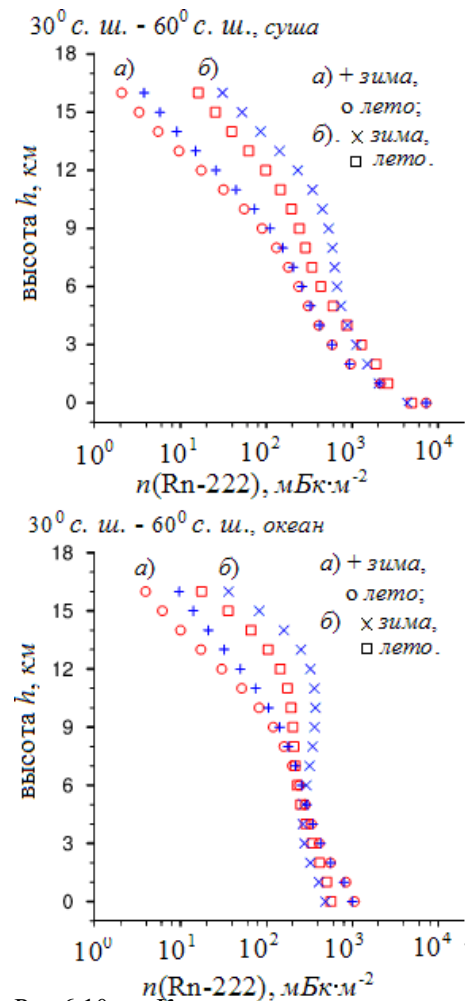 30⁰ с. ш. - 60⁰ с. ш., суша
18
15
12
9
6
3
0
высота h, км
а)
б)
а) + зима,
о лето;
б). × зима,
□ лето.
10⁰ 10¹ 10² 10³ 10⁴
n(Rn-222), мБк·м⁻²
30⁰ с. ш. - 60⁰ с. ш., океан
18
15
12
9
6
3
0
высота h, км
а)
б)
а) + зима,
о лето;
б) × зима,
□ лето.
10⁰ 10¹ 10² 10³ 10⁴
n(Rn-222), мБк·м⁻²